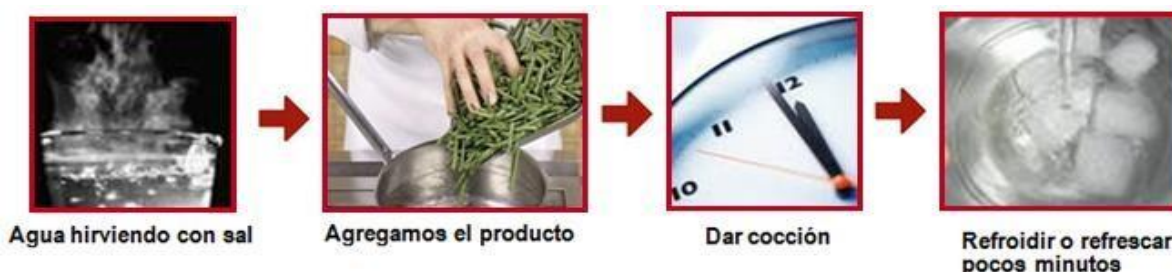 Agua hirviendo con sal
Agregamos el producto
12
11
10
Dar cocción
Refroidir o refrescar
pocos minutos